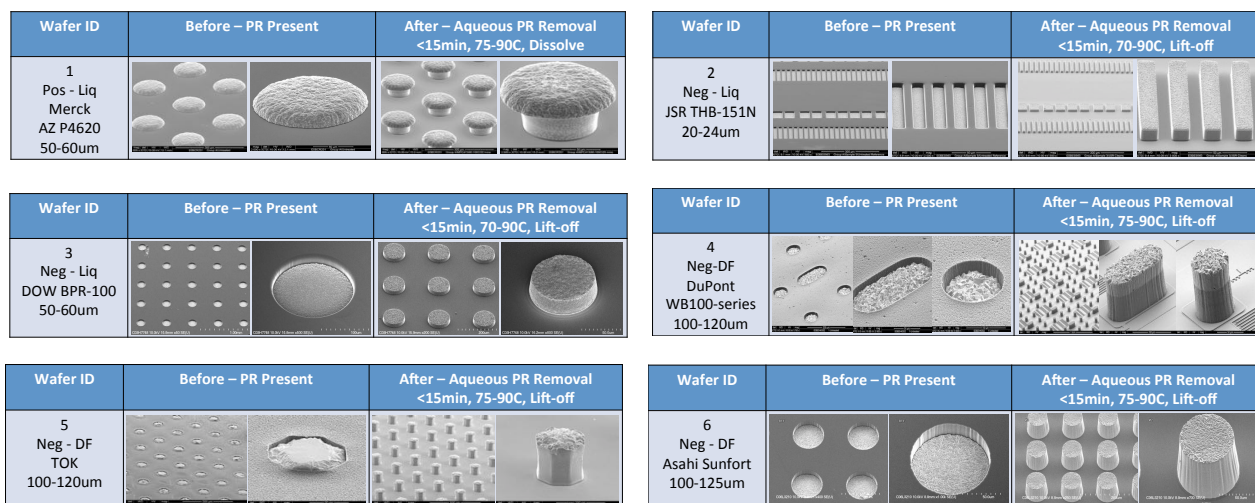 Wafer ID
Before – PR Present
After – Aqueous PR Removal
<15min, 75-90C, Dissolve
1
Pos - Liq
Merck
AZ P4620
50-60um
Wafer ID
Before – PR Present
After – Aqueous PR Removal
<15min, 70-90C, Lift-off
2
Neg - Liq
JSR THB-151N
20-24um
Wafer ID
Before – PR Present
After – Aqueous PR Removal
<15min, 70-90C, Lift-off
3
Neg - Liq
DOW BPR-100
50-60um
Wafer ID
Before – PR Present
After – Aqueous PR Removal
<15min, 75-90C, Lift-off
4
Neg-DF
DuPont
WB100-series
100-120um
Wafer ID
Before – PR Present
After – Aqueous PR Removal
<15min, 75-90C, Lift-off
5
Neg - DF
TOK
100-120um
Wafer ID
Before – PR Present
After – Aqueous PR Removal
<15min, 75-90C, Lift-off
6
Neg - DF
Asahi Sunfort
100-125um